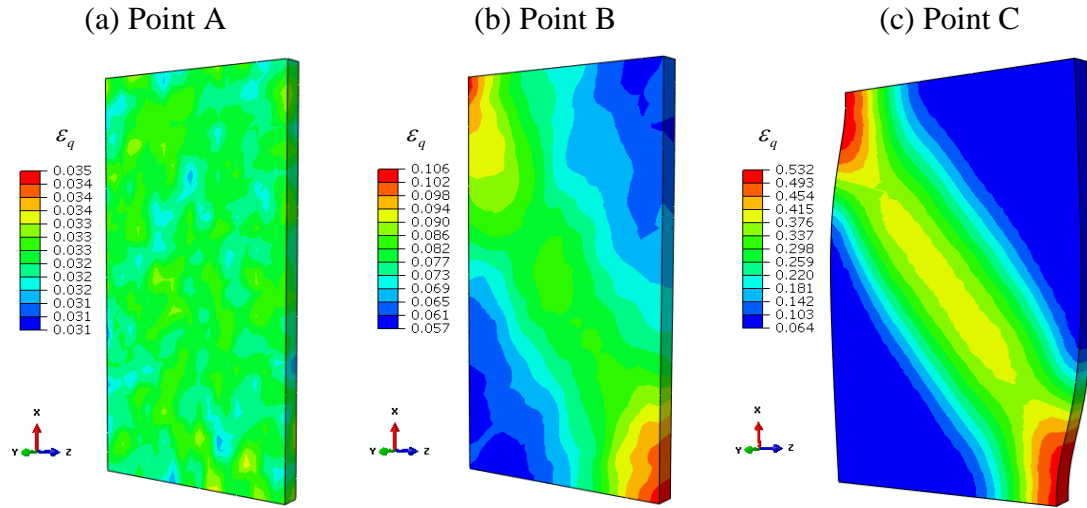 (a) Point A
(b) Point B
(c) Point C
ε_q
0.035
0.034
0.034
0.034
0.033
0.033
0.033
0.032
0.032
0.032
0.031
0.031
0.031
X
Y
Z
ε_q
0.106
0.102
0.098
0.094
0.090
0.086
0.082
0.077
0.073
0.069
0.065
0.061
0.057
X
Y
Z
ε_q
0.532
0.493
0.454
0.415
0.376
0.337
0.298
0.259
0.220
0.181
0.142
0.103
0.064
X
Y
Z